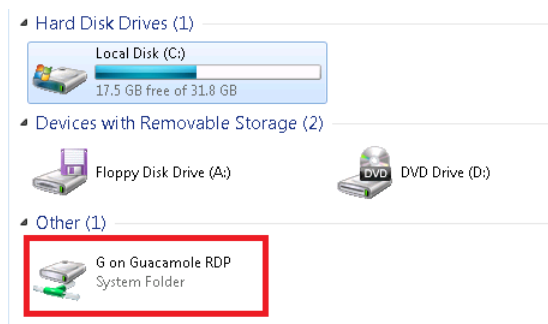 Hard Disk Drives (1)
Local Disk (C:)
17.5 GB free of 31.8 GB
Devices with Removable Storage (2)
Floppy Disk Drive (A:)
DVD
DVD Drive (D:)
Other (1)
G on Guacamole RDP
System Folder